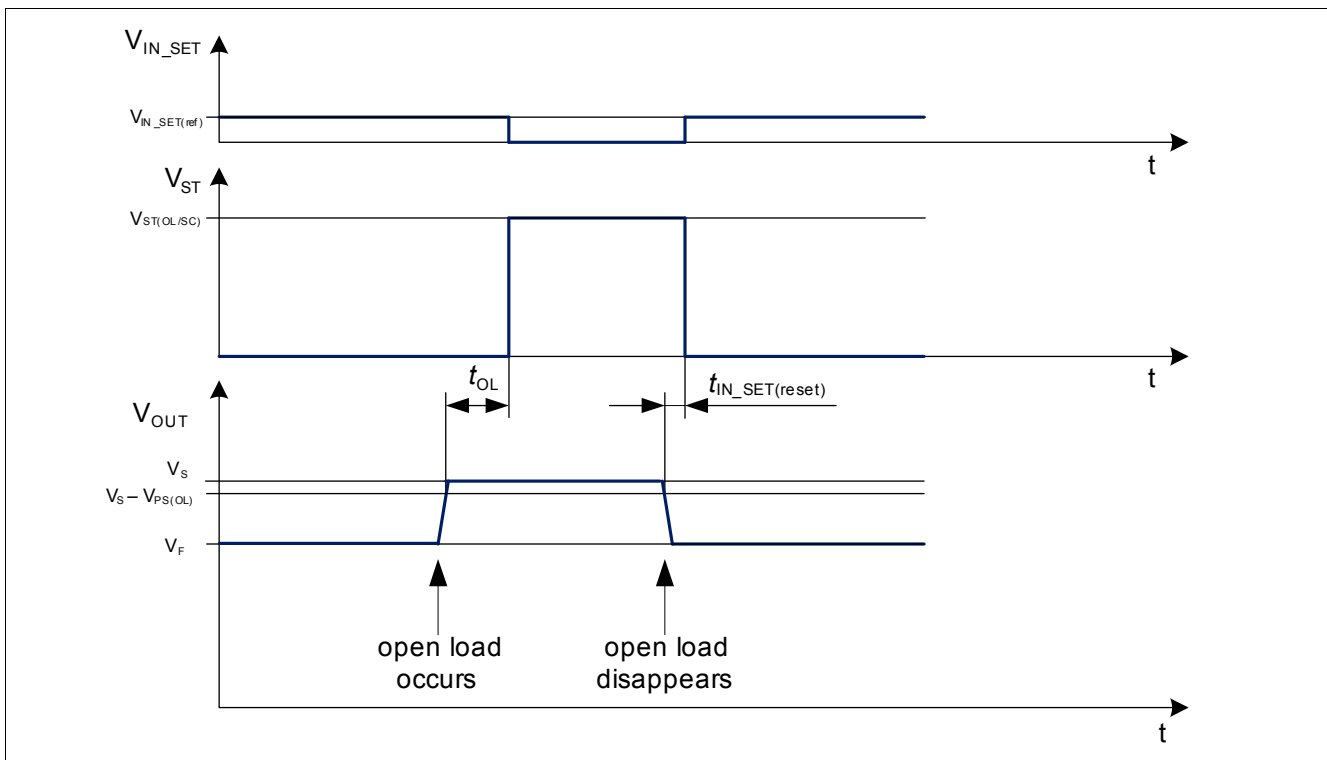 V_IN_SET
V_IN_SET(ref)
t
V_ST
V_ST(OL/SC)
t
t_OL
t_IN_SET(reset)
V_OUT
V_S
V_S – V_PS(OL)
V_F
open load
occurs
open load
disappears
t